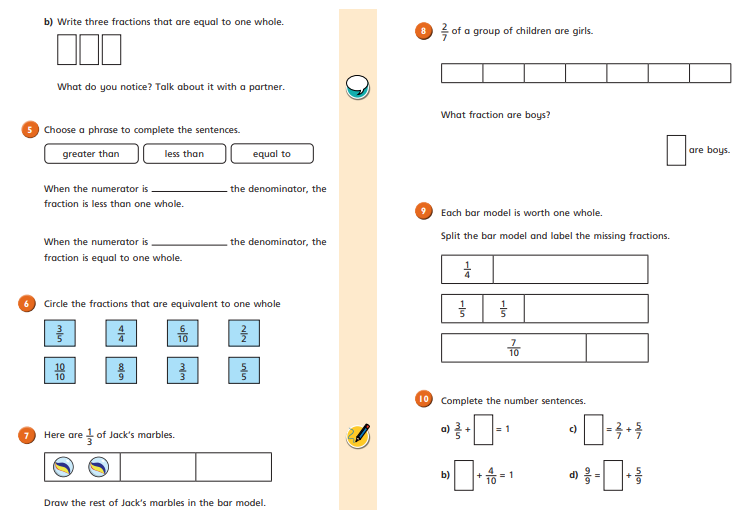 b) Write three fractions that are equal to one whole.
What do you notice? Talk about it with a partner.
5 Choose a phrase to complete the sentences.
greater than less than equal to
When the numerator is ______________ the denominator, the
fraction is less than one whole.
When the numerator is ______________ the denominator, the
fraction is equal to one whole.
6 Circle the fractions that are equivalent to one whole
3/5 4/4 6/10 2/2
10/10 8/9 3/3 5/5
7 Here are 1/3 of Jack's marbles.
Draw the rest of Jack's marbles in the bar model.
8 2/7 of a group of children are girls.
What fraction are boys?
are boys.
9 Each bar model is worth one whole.
Split the bar model and label the missing fractions.
1/4
1/5 1/5
7/10
10 Complete the number sentences.
a) 3/5 + = 1 c) = 2/7 + 5/7
b) + 4/10 = 1 d) 9/9 = + 5/9